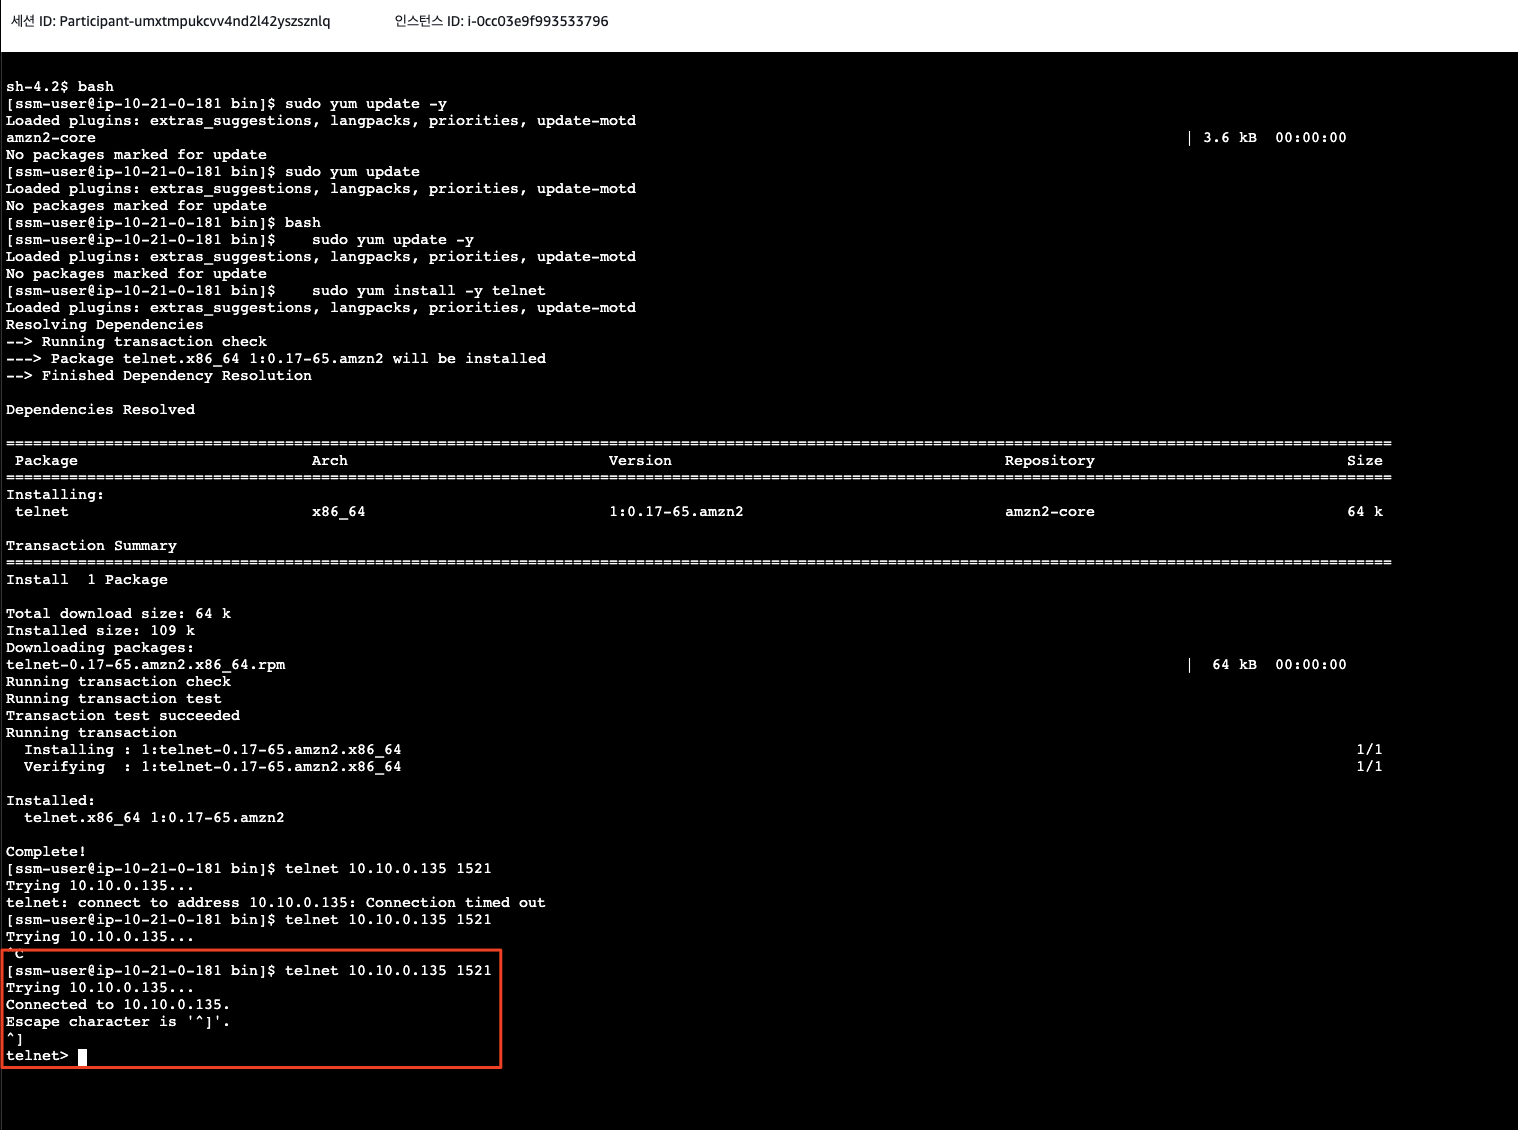 세션 ID: Participant-umxtmpukcvv4nd2l42yszsznlq 인스턴스 ID: i-0cc03e9f993533796
sh-4.2$ bash
[ssm-user@ip-10-21-0-181 bin]$ sudo yum update -y
Loaded plugins: extras_suggestions, langpacks, priorities, update-motd
amzn2-core | 3.6 kB 00:00:00
No packages marked for update
[ssm-user@ip-10-21-0-181 bin]$ sudo yum update
Loaded plugins: extras_suggestions, langpacks, priorities, update-motd
No packages marked for update
[ssm-user@ip-10-21-0-181 bin]$ bash
[ssm-user@ip-10-21-0-181 bin]$    sudo yum update -y
Loaded plugins: extras_suggestions, langpacks, priorities, update-motd
No packages marked for update
[ssm-user@ip-10-21-0-181 bin]$    sudo yum install -y telnet
Loaded plugins: extras_suggestions, langpacks, priorities, update-motd
Resolving Dependencies
--> Running transaction check
---> Package telnet.x86_64 1:0.17-65.amzn2 will be installed
--> Finished Dependency Resolution
Dependencies Resolved
==========================================================================================================================================================
Package Arch Version Repository Size
==========================================================================================================================================================
Installing:
telnet x86_64 1:0.17-65.amzn2 amzn2-core 64 k
Transaction Summary
==========================================================================================================================================================
Install  1 Package
Total download size: 64 k
Installed size: 109 k
Downloading packages:
telnet-0.17-65.amzn2.x86_64.rpm | 64 kB 00:00:00
Running transaction check
Running transaction test
Transaction test succeeded
Running transaction
Installing : 1:telnet-0.17-65.amzn2.x86_64 1/1
Verifying  : 1:telnet-0.17-65.amzn2.x86_64 1/1
Installed:
telnet.x86_64 1:0.17-65.amzn2
Complete!
[ssm-user@ip-10-21-0-181 bin]$ telnet 10.10.0.135 1521
Trying 10.10.0.135...
telnet: connect to address 10.10.0.135: Connection timed out
[ssm-user@ip-10-21-0-181 bin]$ telnet 10.10.0.135 1521
Trying 10.10.0.135...
^C
[ssm-user@ip-10-21-0-181 bin]$ telnet 10.10.0.135 1521
Trying 10.10.0.135...
Connected to 10.10.0.135.
Escape character is '^]'.
^]
telnet>